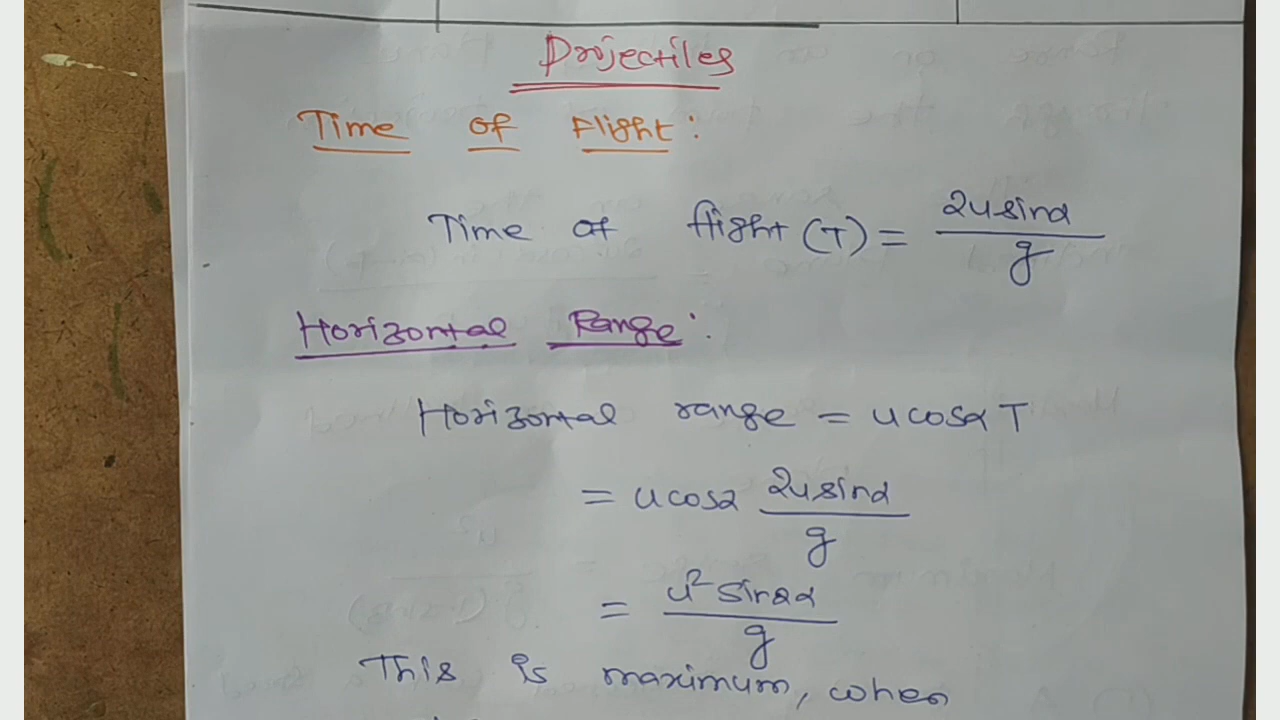 Projectiles
Time of Flight:
Time of flight (T) = 2u sinα / g
Horizontal Range:
Horizontal range = u cosα T
= u cosα 2u sinα / g
= u² sin2α / g
This is maximum, when